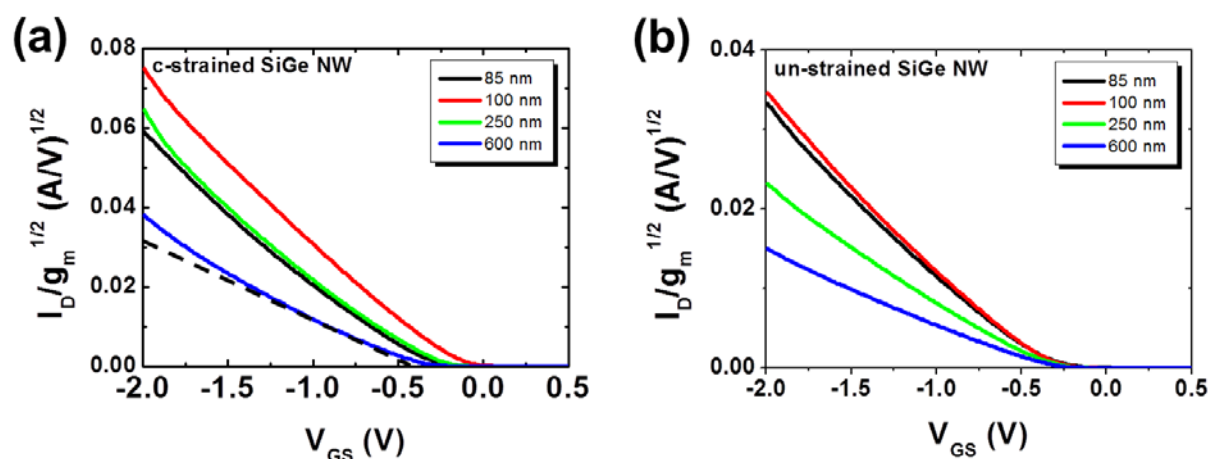 (a)
c-strained SiGe NW
85 nm
100 nm
250 nm
600 nm
0.08
0.06
0.04
0.02
0.00
-2.0 -1.5 -1.0 -0.5 0.0 0.5
I_D/g_m^1/2 (A/V)^1/2
V_GS (V)
(b)
un-strained SiGe NW
85 nm
100 nm
250 nm
600 nm
0.04
0.02
0.00
-2.0 -1.5 -1.0 -0.5 0.0 0.5
I_D/g_m^1/2 (A/V)^1/2
V_GS (V)